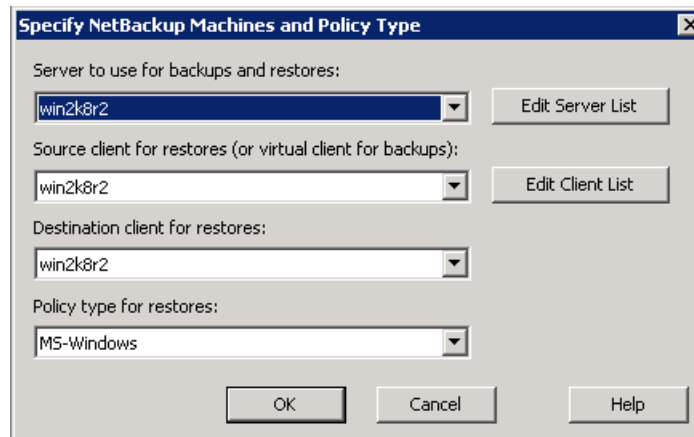 Specify NetBackup Machines and Policy Type
Server to use for backups and restores:
win2k8r2
Edit Server List
Source client for restores (or virtual client for backups):
win2k8r2
Edit Client List
Destination client for restores:
win2k8r2
Policy type for restores:
MS-Windows
OK Cancel Help